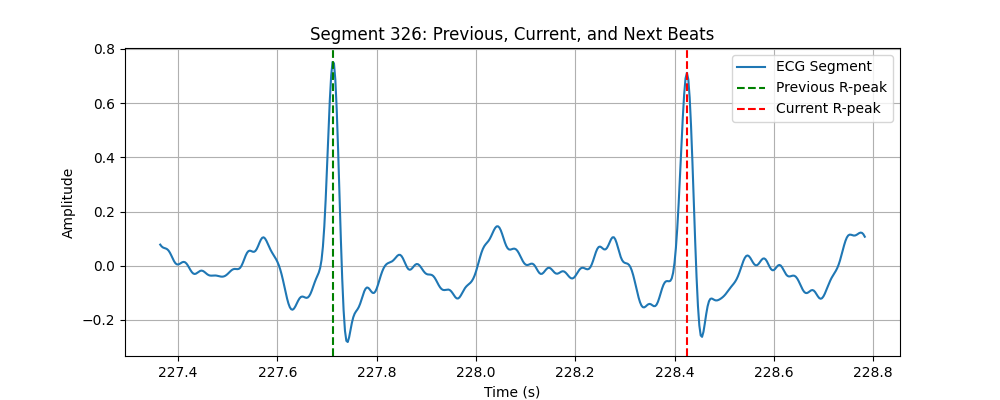 Segment 326: Previous, Current, and Next Beats
ECG Segment
Previous R-peak
Current R-peak
Amplitude
0.8
0.6
0.4
0.2
0.0
−0.2
227.4 227.6 227.8 228.0 228.2 228.4 228.6 228.8
Time (s)